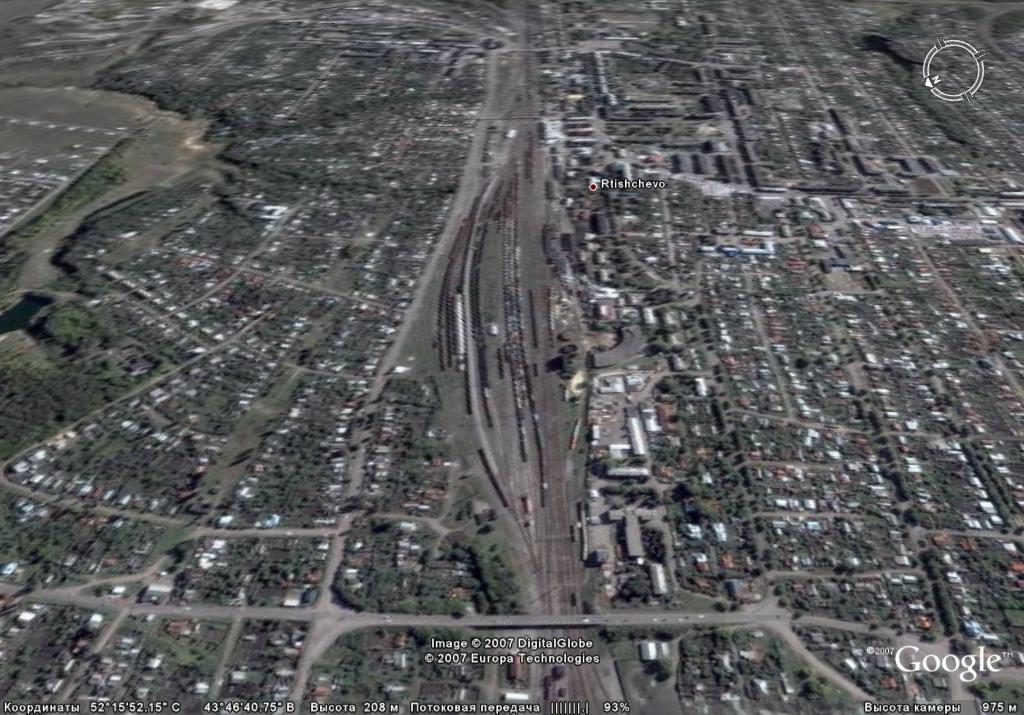 N
Rtishchevo
Image © 2007 DigitalGlobe
© 2007 Europa Technologies
©2007 Google™
Координаты 52°15'52.15" С 43°46'40.75" В Высота 208 м Потоковая передача ||||||||| 93% Высота камеры 975 м